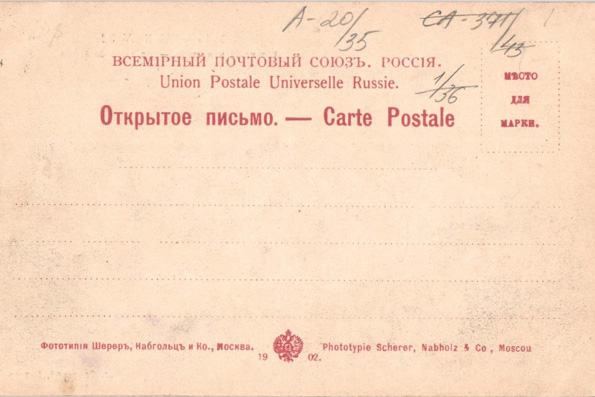 А-20/35
СА-371/43
ВСЕМІРНЫЙ ПОЧТОВЫЙ СОЮЗЪ. РОССІЯ.
Union Postale Universelle Russie.
1/36
МѢСТО
ДЛЯ
МАРКИ.
Открытое письмо. — Carte Postale
Фототипія Шереръ, Набгольцъ и Ко., Москва.
Phototypie Scherer, Nabholz & Co , Moscou
19 02.